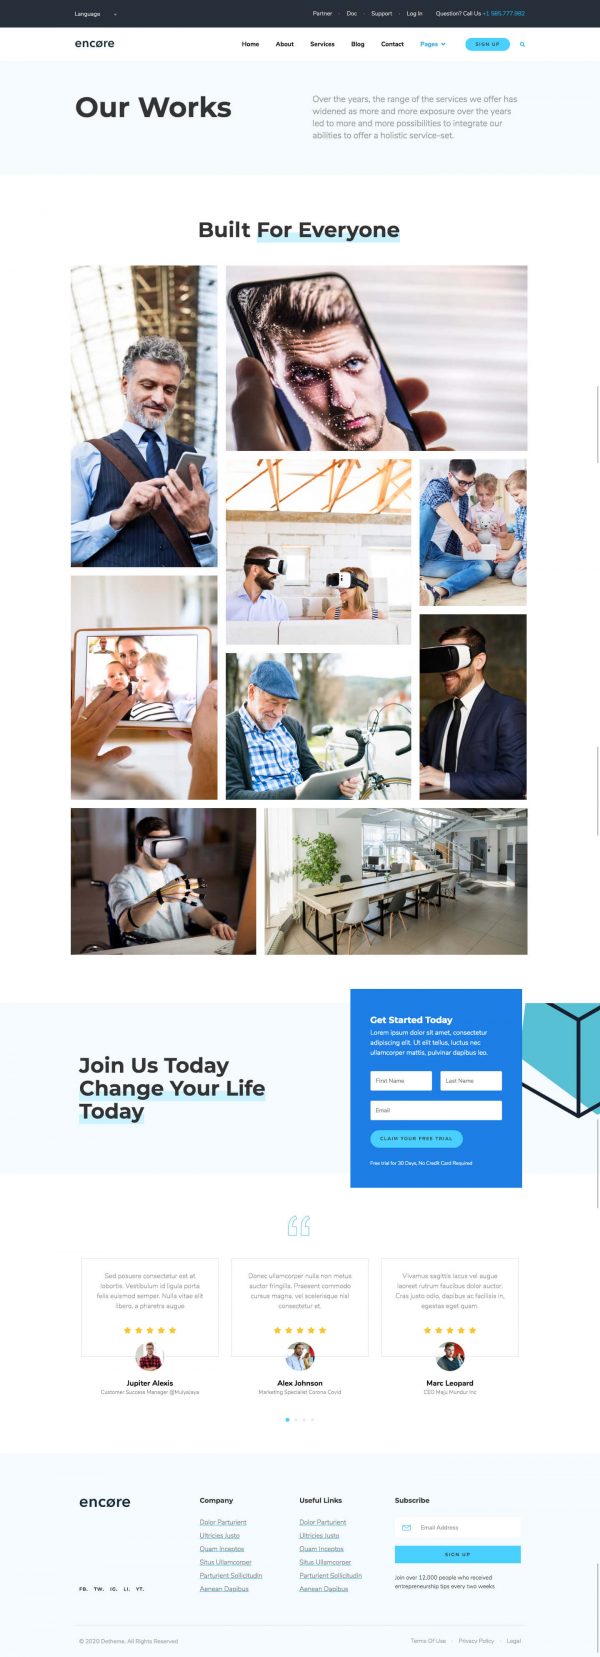 Language
Partner
Doc
Support
Log In
Question? Call Us +1 585.777.982
encøre
Home
About
Services
Blog
Contact
Pages
SIGN UP
Our Works
Over the years, the range of the services we offer has
widened as more and more exposure over the years
led to more and more possibilities to integrate our
abilities to offer a holistic service-set.
Built For Everyone
Join Us Today
Change Your Life
Today
Get Started Today
Lorem ipsum dolor sit amet, consectetur
adipiscing elit. Ut elit tellus, luctus nec
ullamcorper mattis, pulvinar dapibus leo.
First Name
Last Name
Email
CLAIM YOUR FREE TRIAL
Free trial for 30 Days, No Credit Card Required
“
Sed posuere consectetur est at
lobortis. Vestibulum id ligula porta
felis euismod semper. Nulla vitae elit
libero, a pharetra augue
Jupiter Alexis
Customer Success Manager @Mulyajaya
Donec ullamcorper nulla non metus
auctor fringilla. Praesent commodo
cursus magna, vel scelerisque nisl
consectetur et.
Alex Johnson
Marketing Specialist Corona Covid
Vivamus sagittis lacus vel augue
laoreet rutrum faucibus dolor auctor.
Cras justo odio, dapibus ac facilisis in,
egestas eget quam.
Marc Leopard
CEO Maju Mundur Inc
encøre
FB. TW. IG. LI. YT.
Company
Dolor Parturient
Ultricies Justo
Quam Inceptos
Situs Ullamcorper
Parturient Sollicitudin
Aenean Dapibus
Useful Links
Dolor Parturient
Ultricies Justo
Quam Inceptos
Situs Ullamcorper
Parturient Sollicitudin
Aenean Dapibus
Subscribe
Email Address
SIGN UP
Join over 12,000 people who received
entrepreneurship tips every two weeks
© 2020 Detheme, All Rights Reserved
Terms Of Use
Privacy Policy
Legal